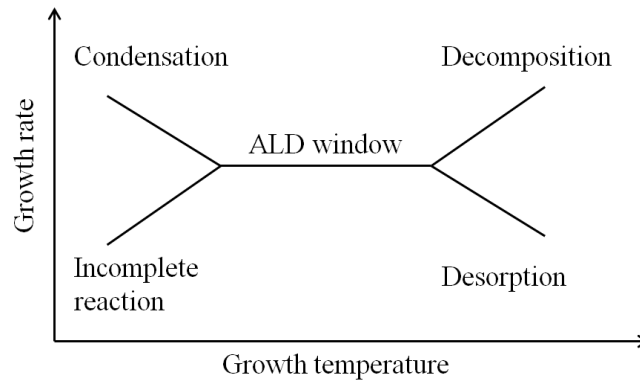 Condensation
Decomposition
ALD window
Growth rate
Incomplete
reaction
Desorption
Growth temperature